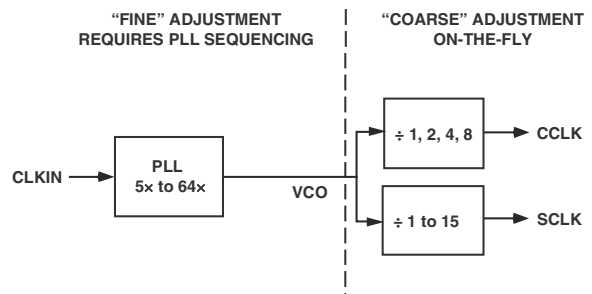 “FINE” ADJUSTMENT
REQUIRES PLL SEQUENCING
“COARSE” ADJUSTMENT
ON-THE-FLY
CLKIN
PLL
5× to 64×
VCO
÷ 1, 2, 4, 8
CCLK
÷ 1 to 15
SCLK